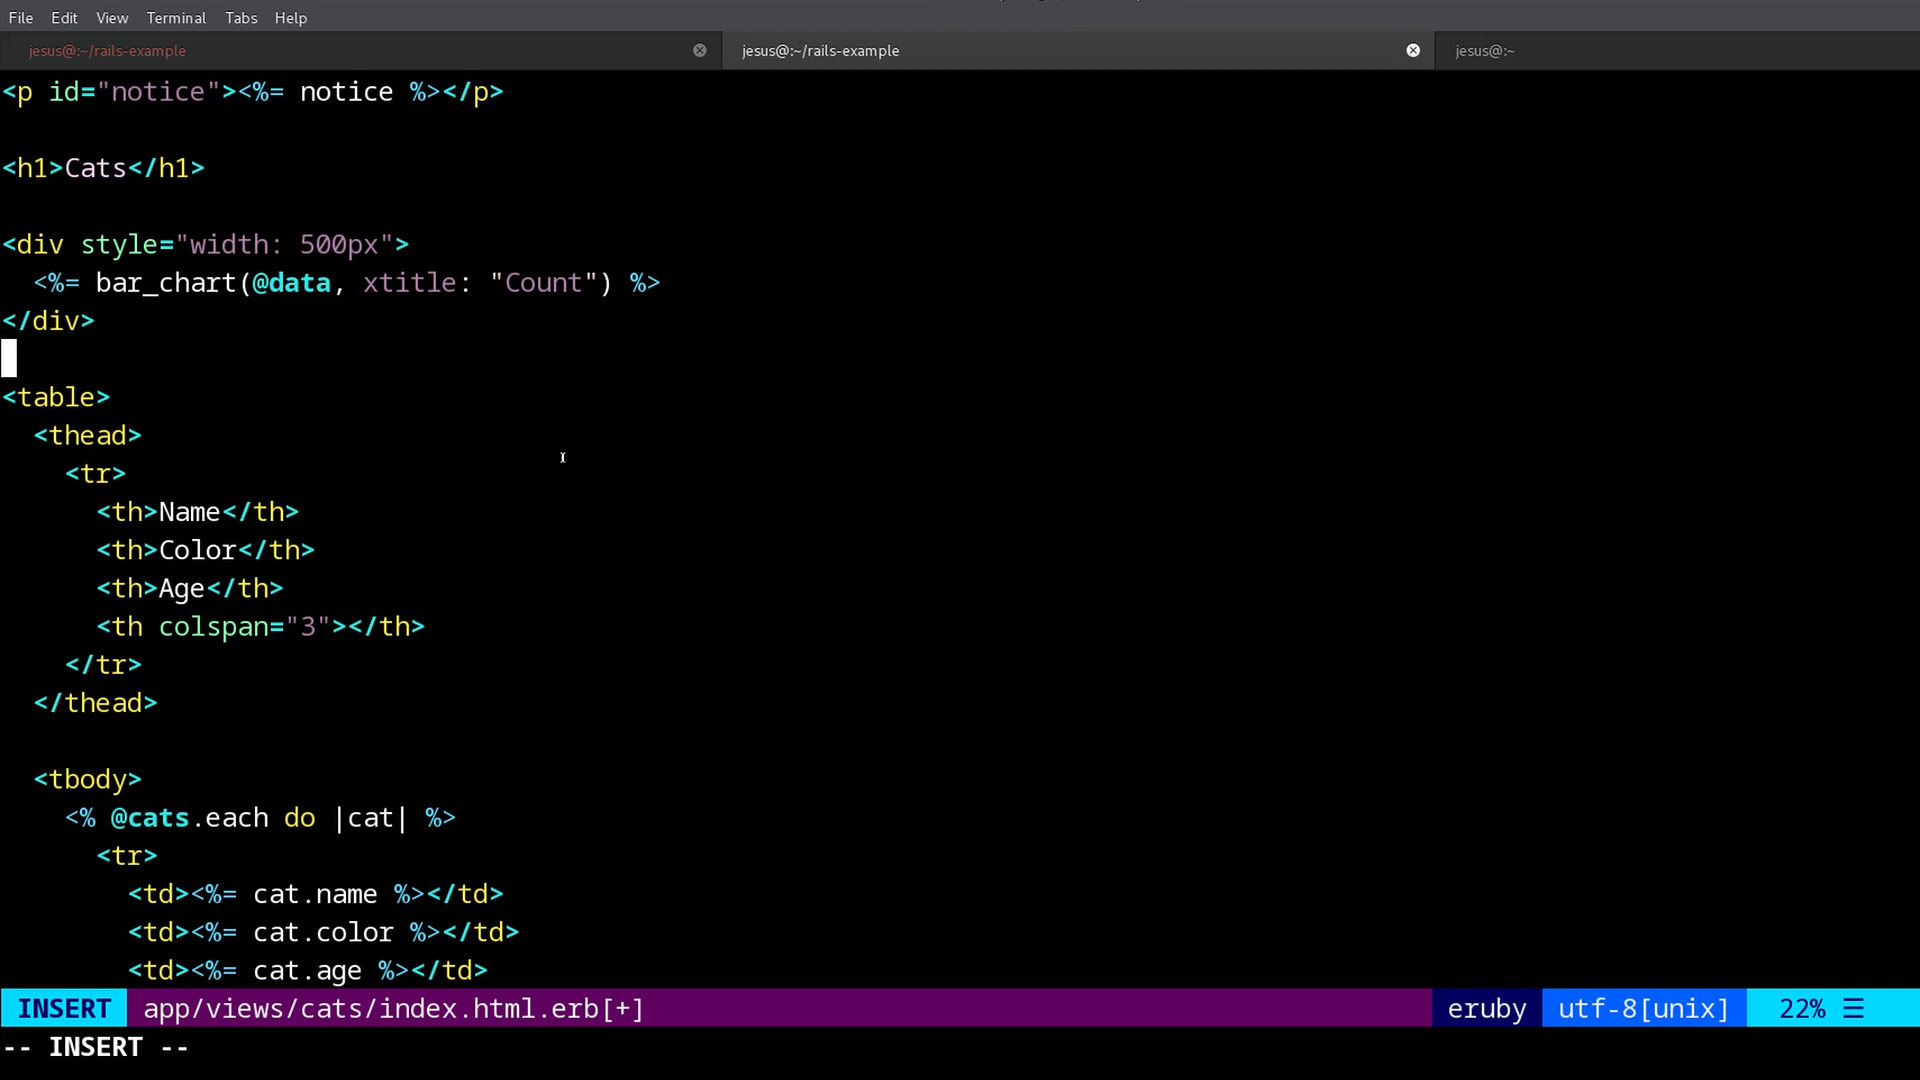 File Edit View Terminal Tabs Help
jesus@:~/rails-example jesus@:~/rails-example jesus@:~
<p id="notice"><%= notice %></p>
<h1>Cats</h1>
<div style="width: 500px">
  <%= bar_chart(@data, xtitle: "Count") %>
</div>
<table>
  <thead>
    <tr>
      <th>Name</th>
      <th>Color</th>
      <th>Age</th>
      <th colspan="3"></th>
    </tr>
  </thead>
  <tbody>
    <% @cats.each do |cat| %>
      <tr>
        <td><%= cat.name %></td>
        <td><%= cat.color %></td>
        <td><%= cat.age %></td>
INSERT app/views/cats/index.html.erb[+] eruby utf-8[unix] 22% ☰
-- INSERT --